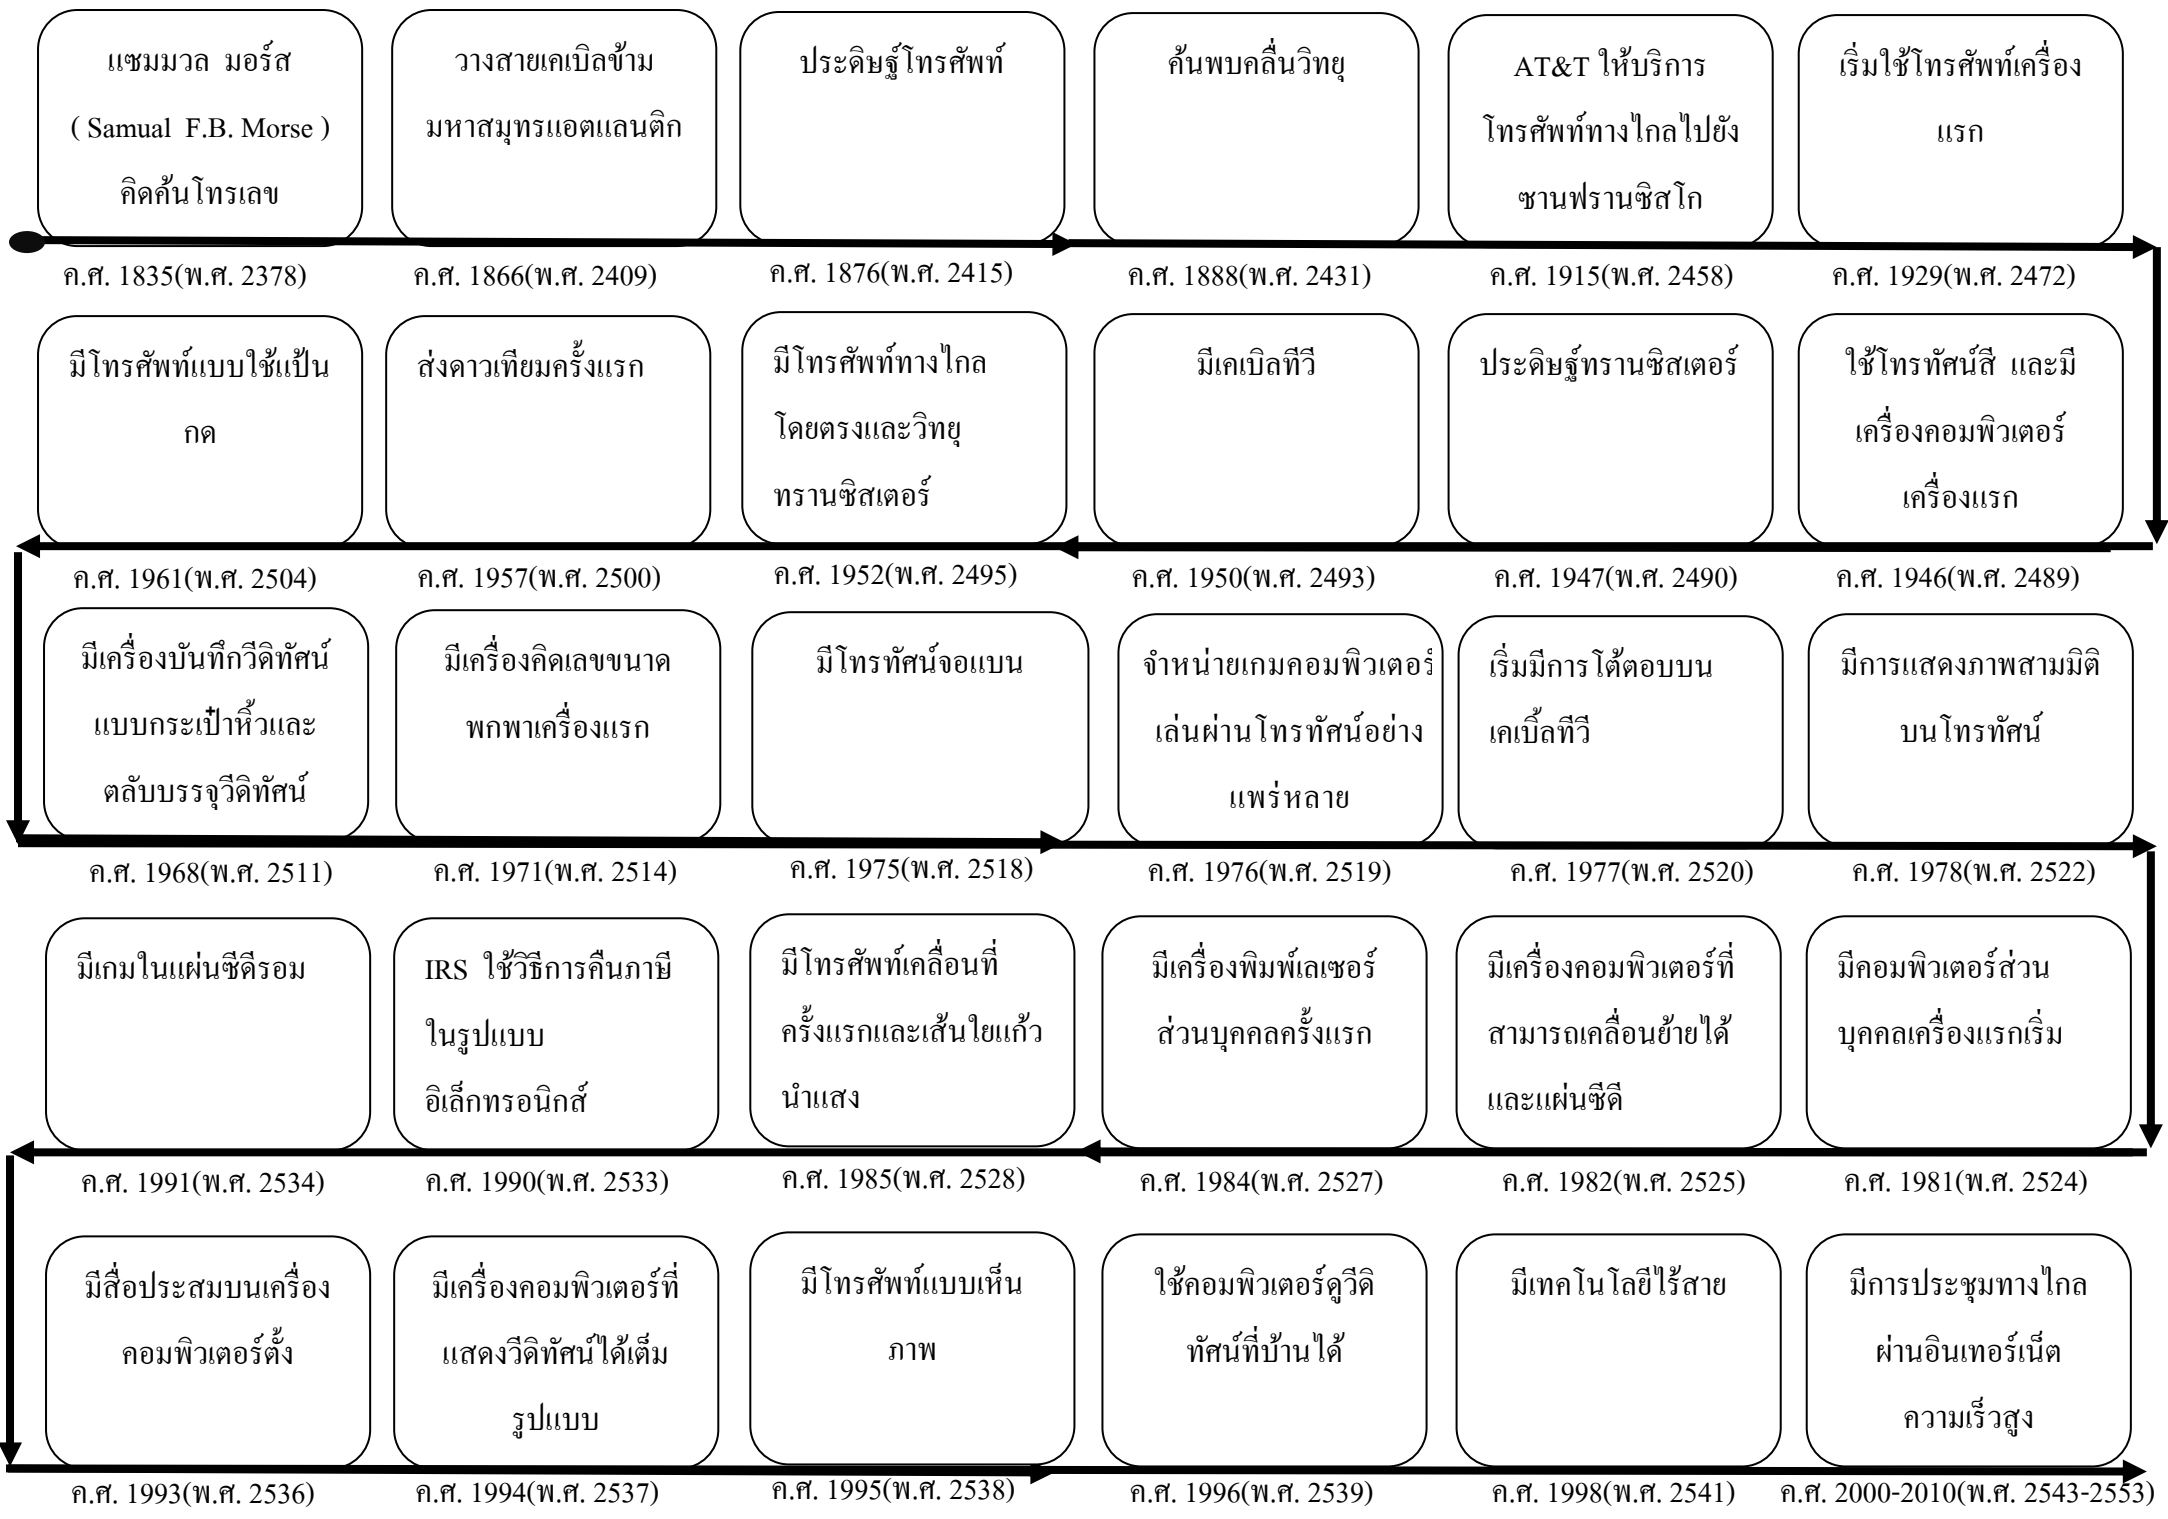 แซมมวล มอร์ส
( Samual F.B. Morse )
คิดค้นโทรเลข
ค.ศ. 1835(พ.ศ. 2378)
วางสายเคเบิลข้าม
มหาสมุทรแอตแลนติก
ค.ศ. 1866(พ.ศ. 2409)
ประดิษฐ์โทรศัพท์
ค.ศ. 1876(พ.ศ. 2415)
ค้นพบคลื่นวิทยุ
ค.ศ. 1888(พ.ศ. 2431)
AT&T ให้บริการ
โทรศัพท์ทางไกลไปยัง
ซานฟรานซิสโก
ค.ศ. 1915(พ.ศ. 2458)
เริ่มใช้โทรศัพท์เครื่อง
แรก
ค.ศ. 1929(พ.ศ. 2472)
ใช้โทรทัศน์สี และมี
เครื่องคอมพิวเตอร์
เครื่องแรก
ค.ศ. 1946(พ.ศ. 2489)
ประดิษฐ์ทรานซิสเตอร์
ค.ศ. 1947(พ.ศ. 2490)
มีเคเบิลทีวี
ค.ศ. 1950(พ.ศ. 2493)
มีโทรศัพท์ทางไกล
โดยตรงและวิทยุ
ทรานซิสเตอร์
ค.ศ. 1952(พ.ศ. 2495)
ส่งดาวเทียมครั้งแรก
ค.ศ. 1957(พ.ศ. 2500)
มีโทรศัพท์แบบใช้แป้น
กด
ค.ศ. 1961(พ.ศ. 2504)
มีเครื่องบันทึกวีดิทัศน์
แบบกระเป๋าหิ้วและ
ตลับบรรจุวีดิทัศน์
ค.ศ. 1968(พ.ศ. 2511)
มีเครื่องคิดเลขขนาด
พกพาเครื่องแรก
ค.ศ. 1971(พ.ศ. 2514)
มีโทรทัศน์จอแบน
ค.ศ. 1975(พ.ศ. 2518)
จำหน่ายเกมคอมพิวเตอร์
เล่นผ่านโทรทัศน์อย่าง
แพร่หลาย
ค.ศ. 1976(พ.ศ. 2519)
เริ่มมีการโต้ตอบบน
เคเบิ้ลทีวี
ค.ศ. 1977(พ.ศ. 2520)
มีการแสดงภาพสามมิติ
บนโทรทัศน์
ค.ศ. 1978(พ.ศ. 2522)
มีคอมพิวเตอร์ส่วน
บุคคลเครื่องแรกเริ่ม
ค.ศ. 1981(พ.ศ. 2524)
มีเครื่องคอมพิวเตอร์ที่
สามารถเคลื่อนย้ายได้
และแผ่นซีดี
ค.ศ. 1982(พ.ศ. 2525)
มีเครื่องพิมพ์เลเซอร์
ส่วนบุคคลครั้งแรก
ค.ศ. 1984(พ.ศ. 2527)
มีโทรศัพท์เคลื่อนที่
ครั้งแรกและเส้นใยแก้ว
นำแสง
ค.ศ. 1985(พ.ศ. 2528)
IRS ใช้วิธีการคืนภาษี
ในรูปแบบ
อิเล็กทรอนิกส์
ค.ศ. 1990(พ.ศ. 2533)
มีเกมในแผ่นซีดีรอม
ค.ศ. 1991(พ.ศ. 2534)
มีสื่อประสมบนเครื่อง
คอมพิวเตอร์ตั้ง
ค.ศ. 1993(พ.ศ. 2536)
มีเครื่องคอมพิวเตอร์ที่
แสดงวีดิทัศน์ได้เต็ม
รูปแบบ
ค.ศ. 1994(พ.ศ. 2537)
มีโทรศัพท์แบบเห็น
ภาพ
ค.ศ. 1995(พ.ศ. 2538)
ใช้คอมพิวเตอร์ดูวีดิ
ทัศน์ที่บ้านได้
ค.ศ. 1996(พ.ศ. 2539)
มีเทคโนโลยีไร้สาย
ค.ศ. 1998(พ.ศ. 2541)
มีการประชุมทางไกล
ผ่านอินเทอร์เน็ต
ความเร็วสูง
ค.ศ. 2000-2010(พ.ศ. 2543-2553)